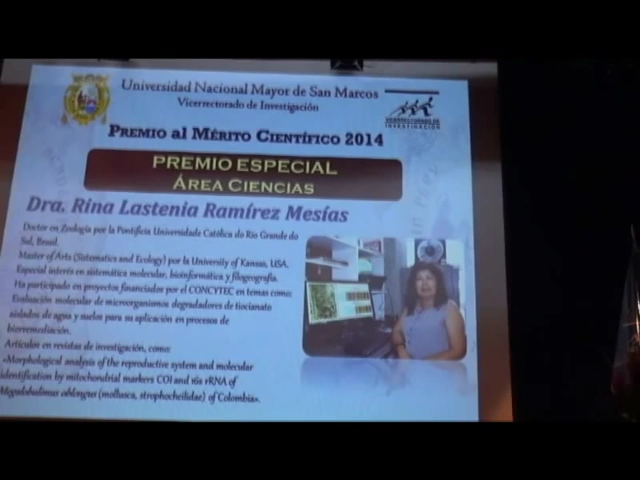 Universidad Nacional Mayor de San Marcos
Vicerrectorado de Investigación
VICERRECTORADO DE
INVESTIGACIÓN
PREMIO AL MÉRITO CIENTÍFICO 2014
PREMIO ESPECIAL
ÁREA CIENCIAS
Dra. Rina Lastenia Ramírez Mesías
Doctor en Zoología por la Pontificia Universidade Católica do Rio Grande do
Sul, Brasil.
Master of Arts (Sistematics and Ecology) por la University of Kansas, USA.
Especial interés en sistemática molecular, bioinformática y filogeografía.
Ha participado en proyectos financiados por el CONCYTEC en temas como:
Evaluación molecular de microorganismos degradadores de tiocianato
aislados de agua y suelos para su aplicación en procesos de
biorremediación.
Artículos en revistas de investigación, como:
«Morphological analysis of the reproductive system and molecular
identification by mitochondrial markers COI and 16s rRNA of
Megalobulimus oblongus (mollusca, strophocheilidae) of Colombia».